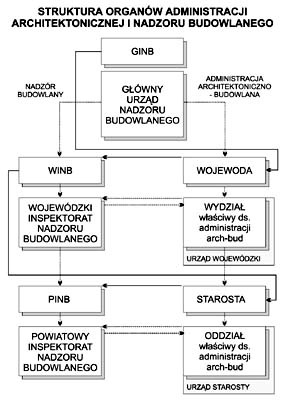 STRUKTURA ORGANÓW ADMINISTRACJI
ARCHITEKTONICZNEJ I NADZORU BUDOWLANEGO
GINB
GŁÓWNY
URZĄD
NADZORU
BUDOWLANEGO
NADZÓR
BUDOWLANY
ADMINISTRACJA
ARCHITEKTONICZNO
- BUDOWLANA
WINB
WOJEWODA
WOJEWÓDZKI
INSPEKTORAT
NADZORU
BUDOWLANEGO
WYDZIAŁ
właściwy ds.
administracji
arch-bud
URZĄD WOJEWÓDZKI
PINB
STAROSTA
POWIATOWY
INSPEKTORAT
NADZORU
BUDOWLANEGO
ODDZIAŁ
właściwy ds.
administracji
arch-bud
URZĄD STAROSTY